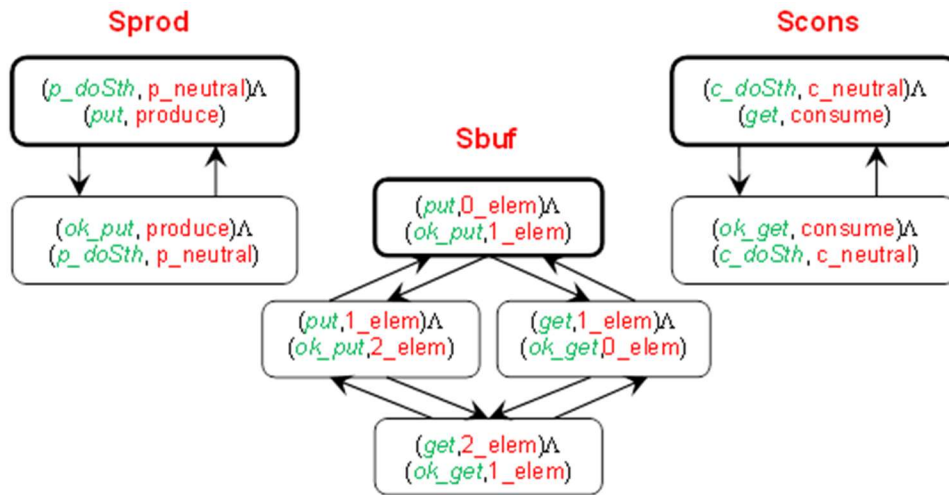 Sprod
(p_doSth, p_neutral)Λ
(put, produce)
(ok_put, produce)Λ
(p_doSth, p_neutral)
Sbuf
(put,0_elem)Λ
(ok_put,1_elem)
(put,1_elem)Λ
(ok_put,2_elem)
(get,1_elem)Λ
(ok_get,0_elem)
(get,2_elem)Λ
(ok_get,1_elem)
Scons
(c_doSth, c_neutral)Λ
(get, consume)
(ok_get, consume)Λ
(c_doSth, c_neutral)